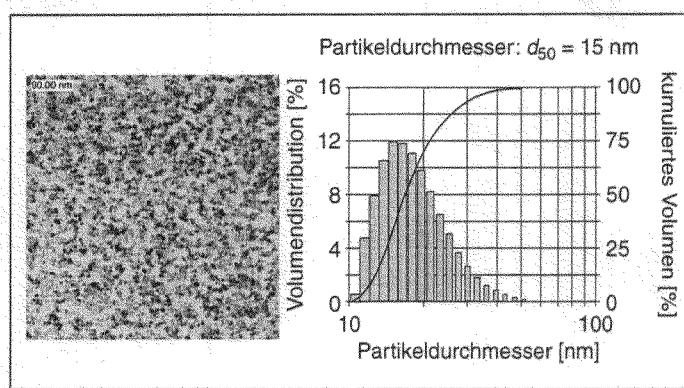 Partikeldurchmesser: d50 = 15 nm
90.00 nm
Volumendistribution [%]
16
12
8
4
0
100
75
50
25
0
kumuliertes Volumen [%]
10
100
Partikeldurchmesser [nm]